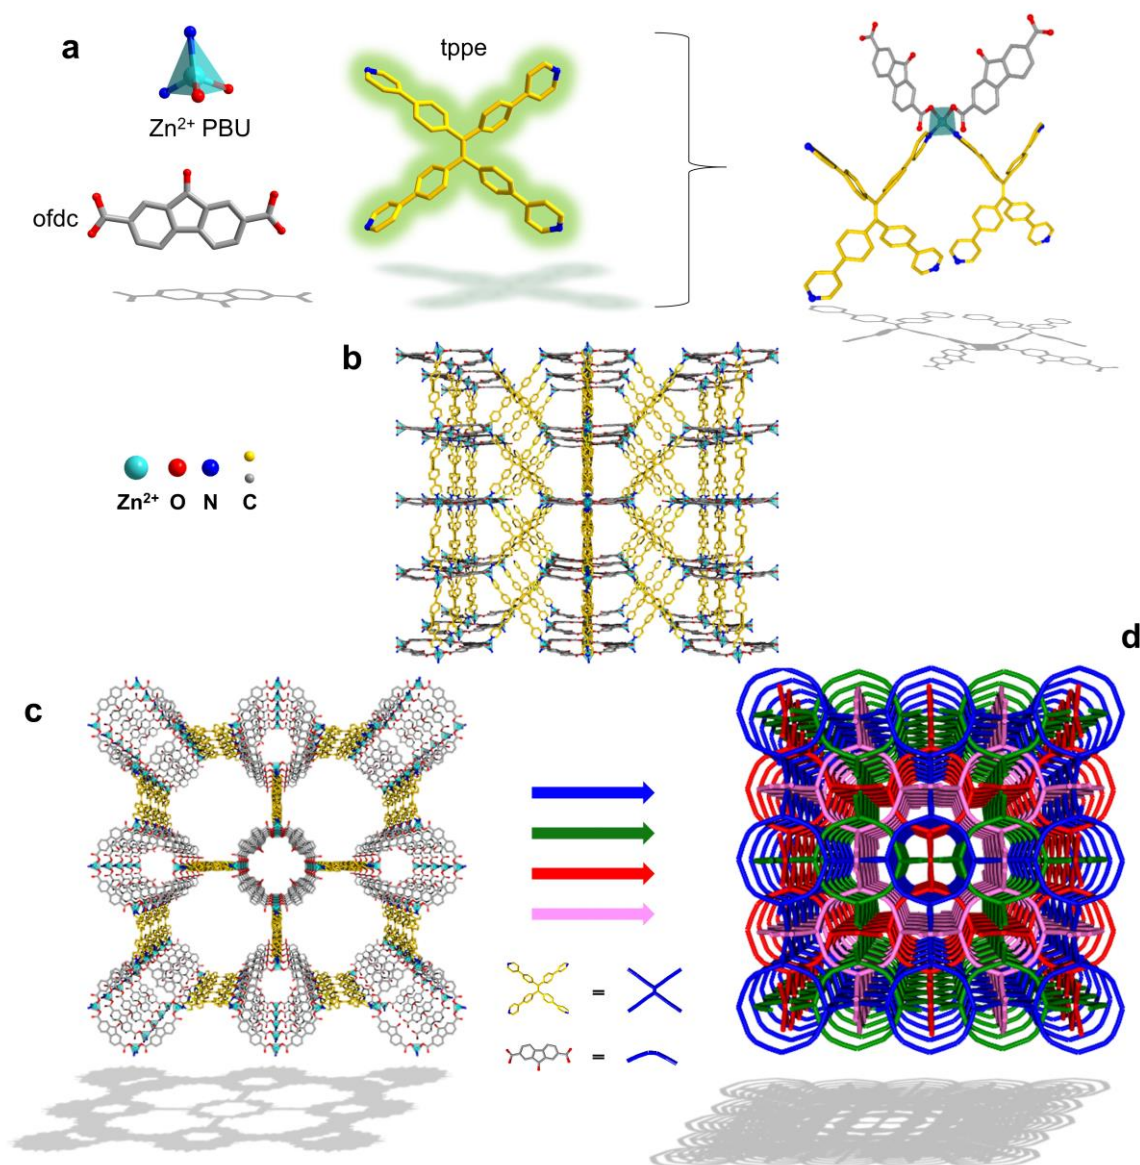 a
tppe
Zn²⁺ PBU
ofdc
b
Zn²⁺ O N C
d
c
=
=